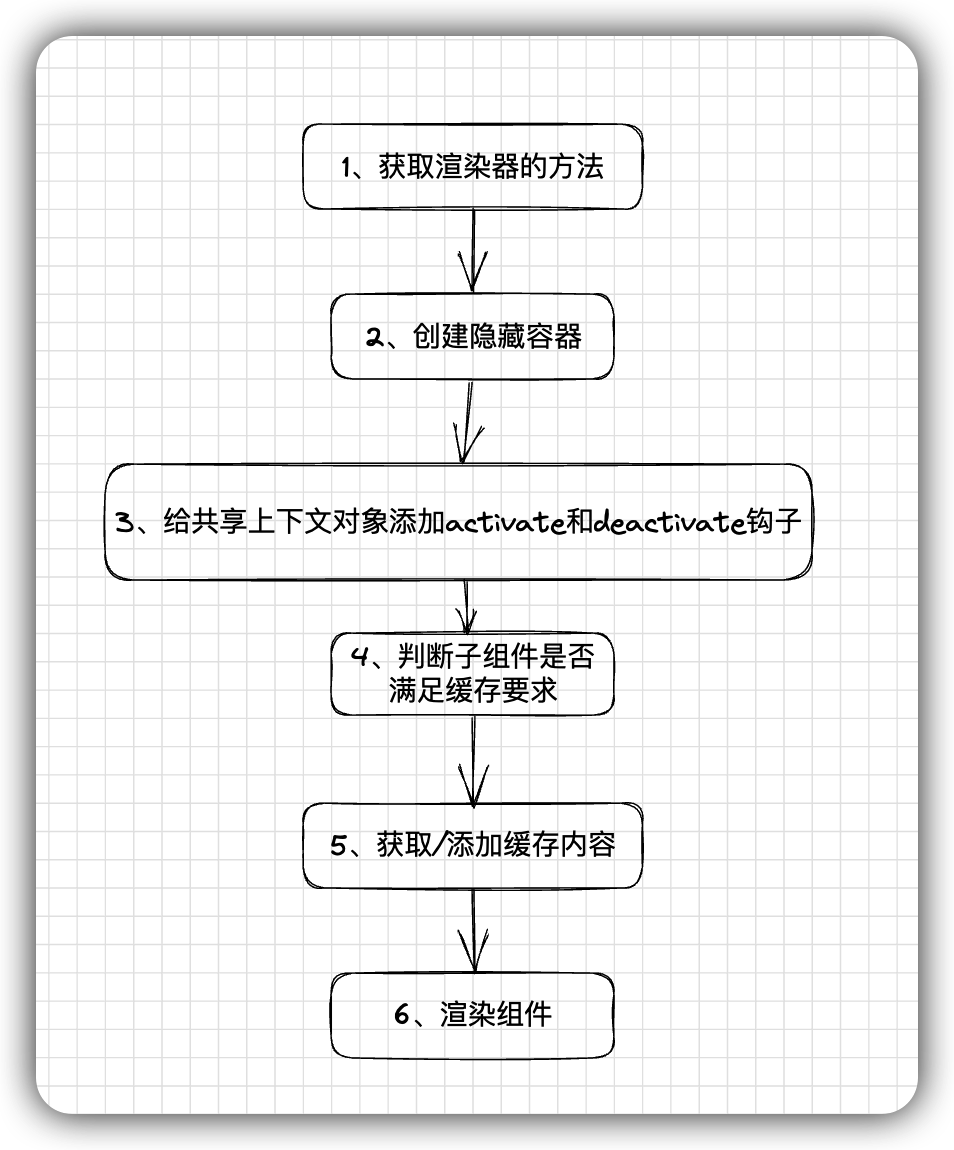 1、获取渲染器的方法
2、创建隐藏容器
3、给共享上下文对象添加activate和deactivate钩子
4、判断子组件是否
满足缓存要求
5、获取/添加缓存内容
6、渲染组件